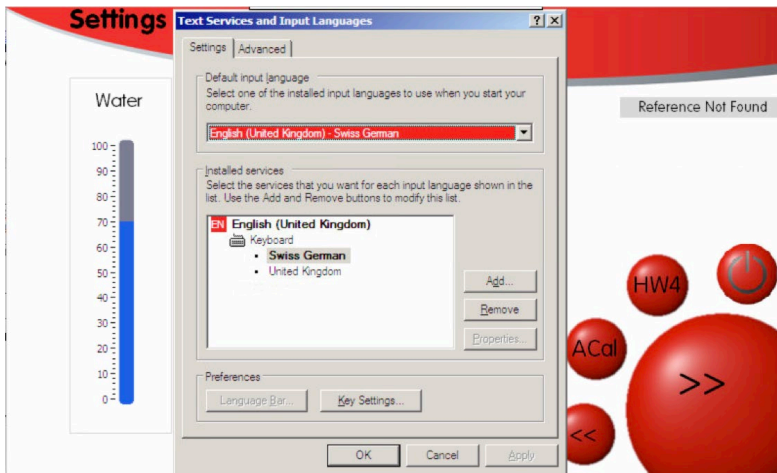 Settings
Text Services and Input Languages
Settings
Advanced
Default input language
Select one of the installed input languages to use when you start your
computer.
English (United Kingdom) - Swiss German
Installed services
Select the services that you want for each input language shown in the
list. Use the Add and Remove buttons to modify this list.
EN English (United Kingdom)
Keyboard
Swiss German
United Kingdom
Add...
Remove
Properties...
Preferences
Language Bar...
Key Settings...
OK
Cancel
Apply
Water
100
90
80
70
60
50
40
30
20
10
0
Reference Not Found
HW4
ACal
>>
<<